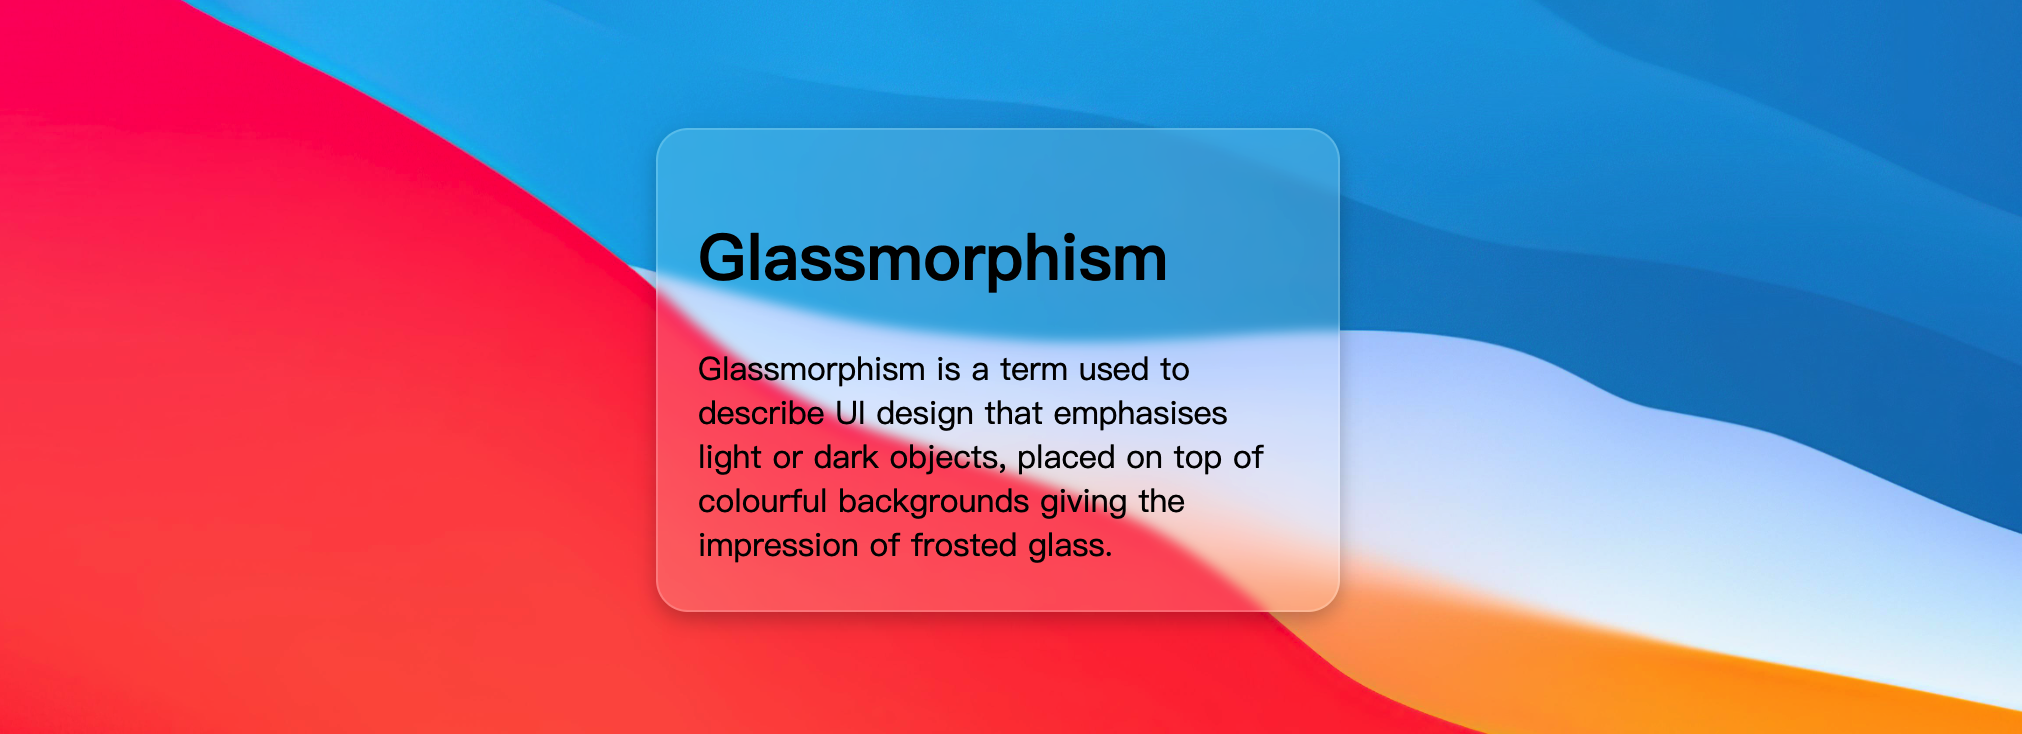 Glassmorphism
Glassmorphism is a term used to
describe UI design that emphasises
light or dark objects, placed on top of
colourful backgrounds giving the
impression of frosted glass.